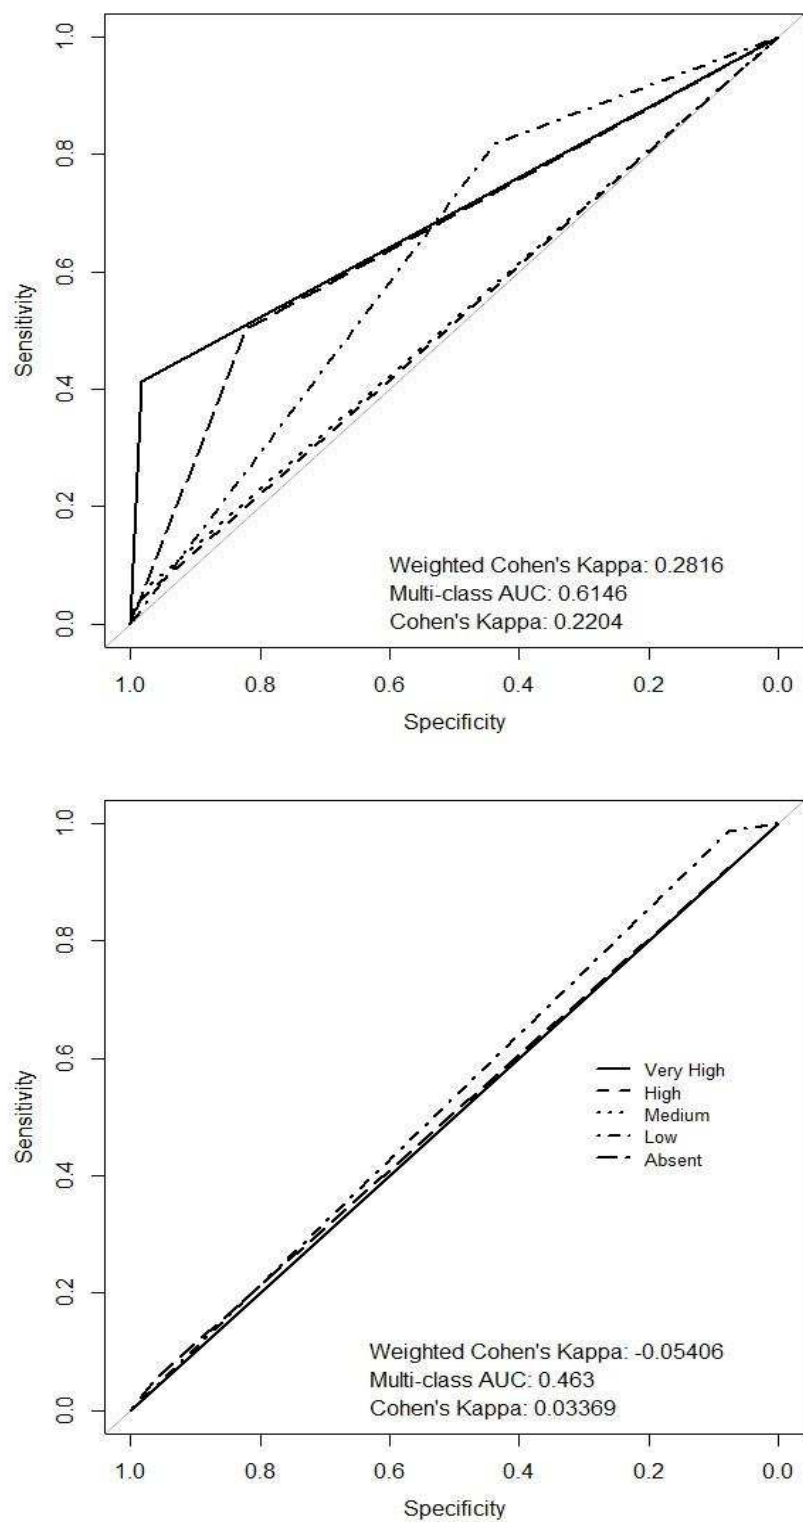 1.0
0.8
0.6
0.4
0.2
0.0
Sensitivity
Weighted Cohen's Kappa: 0.2816
Multi-class AUC: 0.6146
Cohen's Kappa: 0.2204
1.0 0.8 0.6 0.4 0.2 0.0
Specificity
1.0
0.8
0.6
0.4
0.2
0.0
Sensitivity
Very High
High
Medium
Low
Absent
Weighted Cohen's Kappa: -0.05406
Multi-class AUC: 0.463
Cohen's Kappa: 0.03369
1.0 0.8 0.6 0.4 0.2 0.0
Specificity